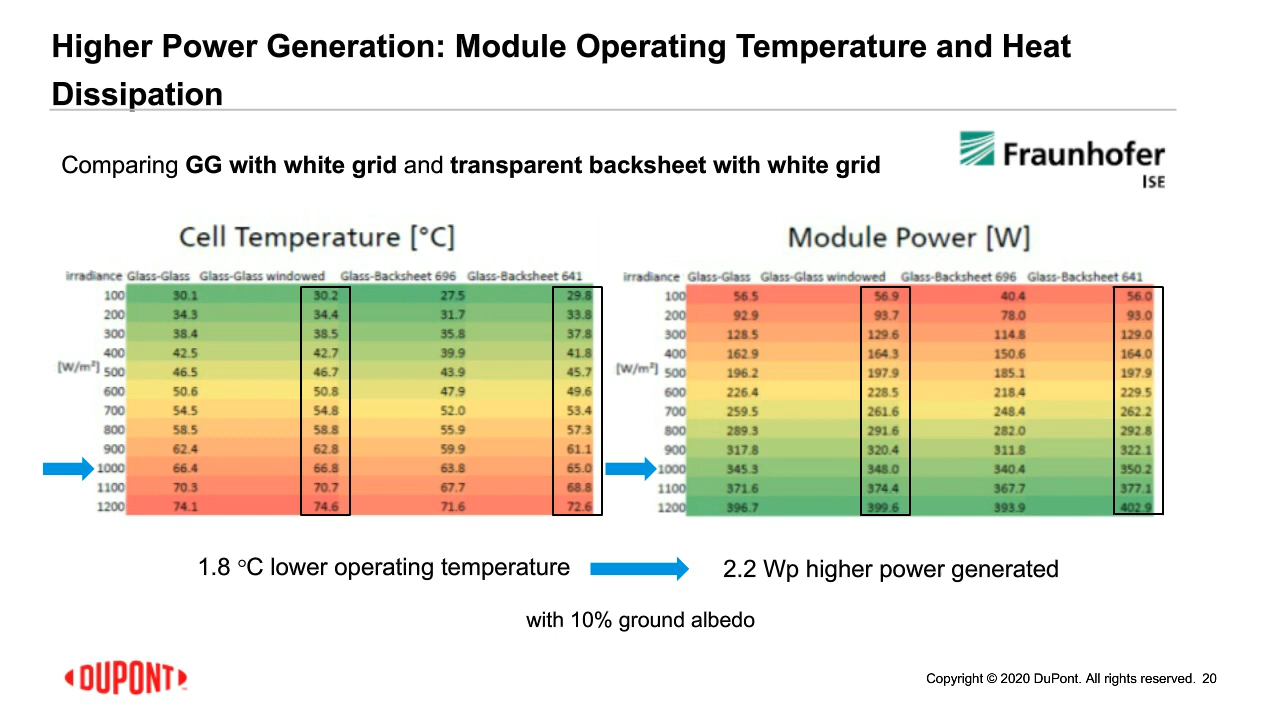 Higher Power Generation: Module Operating Temperature and Heat
Dissipation
Comparing GG with white grid and transparent backsheet with white grid
Fraunhofer
ISE
Cell Temperature [°C]
irradiance Glass-Glass Glass-Glass windowed Glass-Backsheet 696 Glass-Backsheet 641
100 30.1 30.2 27.5 29.8
200 34.3 34.4 31.7 33.8
300 38.4 38.5 35.8 37.8
400 42.5 42.7 39.9 41.8
[W/m²] 500 46.5 46.7 43.9 45.7
600 50.6 50.8 47.9 49.6
700 54.5 54.8 52.0 53.4
800 58.5 58.8 55.9 57.3
900 62.4 62.8 59.9 61.1
1000 66.4 66.8 63.8 65.0
1100 70.3 70.7 67.7 68.8
1200 74.1 74.6 71.6 72.6
Module Power [W]
irradiance Glass-Glass Glass-Glass windowed Glass-Backsheet 696 Glass-Backsheet 641
100 56.5 56.9 40.4 56.0
200 92.9 93.7 78.0 93.0
300 128.5 129.6 114.8 129.0
400 162.9 164.3 150.6 164.0
[W/m²] 500 196.2 197.9 185.1 197.9
600 226.4 228.5 218.4 229.5
700 259.5 261.6 248.4 262.2
800 289.3 291.6 282.0 292.8
900 317.8 320.4 311.8 322.1
1000 345.3 348.0 340.4 350.2
1100 371.6 374.4 367.7 377.1
1200 396.7 399.6 393.9 402.9
1.8 °C lower operating temperature
2.2 Wp higher power generated
with 10% ground albedo
DUPONT
Copyright © 2020 DuPont. All rights reserved. 20